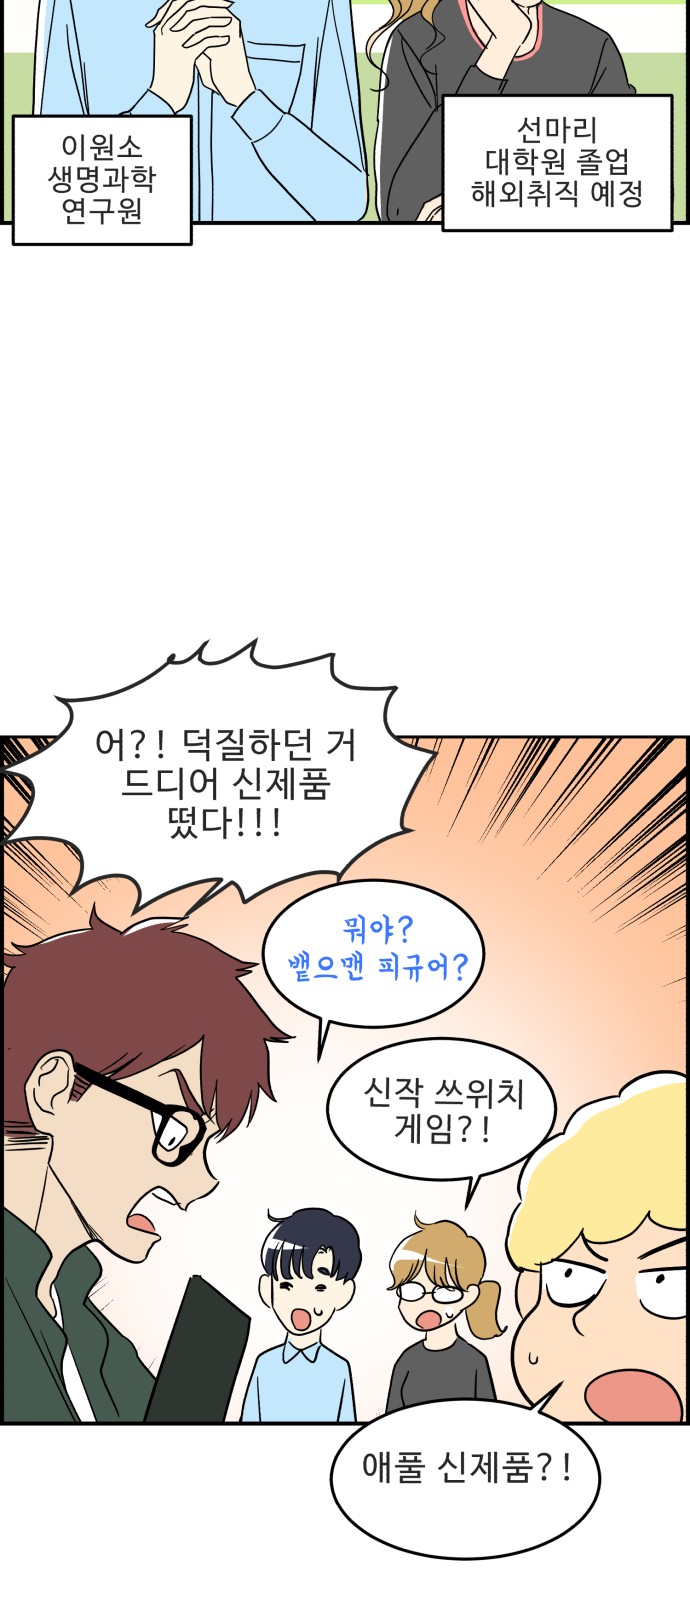 이원소
생명과학
연구원
선마리
대학원 졸업
해외취직 예정
어?! 덕질하던 거
드디어 신제품
떴다!!!
뭐야?
뱉으맨 피규어?
신작 쓰위치
게임?!
애풀 신제품?!